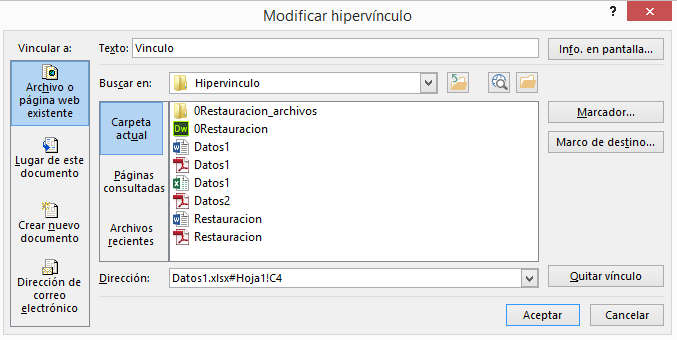 Modificar hipervínculo
?
Vincular a:
Texto: Vinculo
Info. en pantalla...
Archivo o
página web
existente
Buscar en: Hipervinculo
Carpeta
actual
0Restauracion_archivos
Dw 0Restauracion
Datos1
Datos1
Datos1
Datos2
Restauracion
Restauracion
Marcador...
Marco de destino...
Lugar de este
documento
Páginas
consultadas
Crear nuevo
documento
Archivos
recientes
Dirección de
correo
electrónico
Dirección: Datos1.xlsx#Hoja1!C4
Quitar vínculo
Aceptar
Cancelar